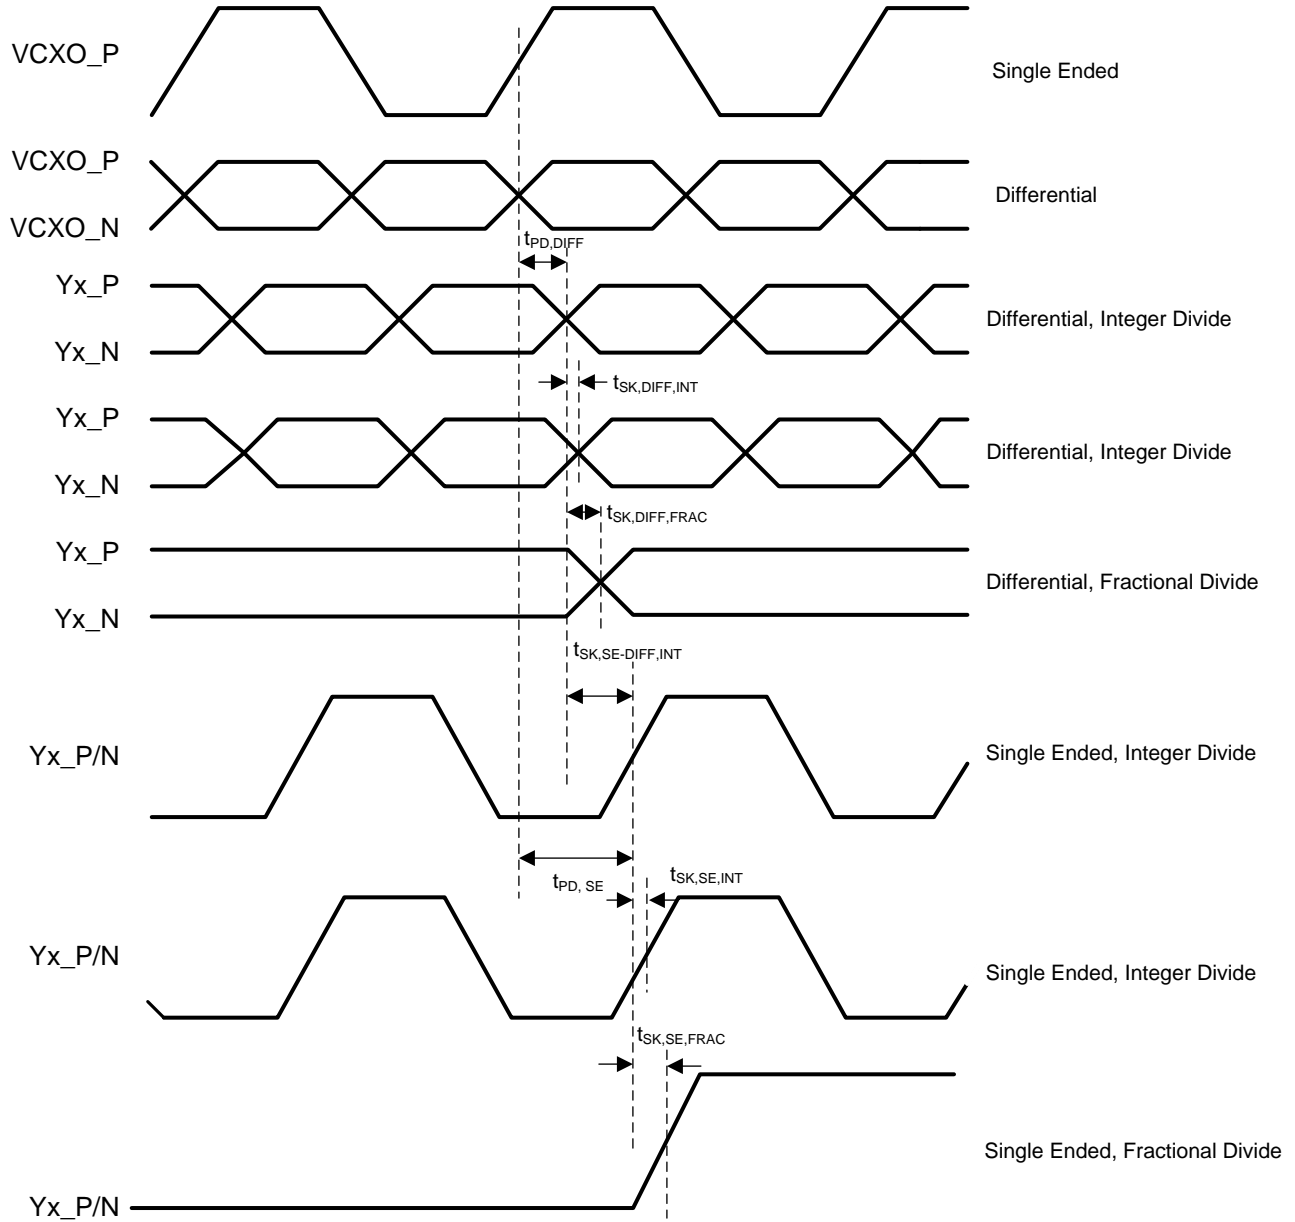 VCXO_P
Single Ended
VCXO_P
Differential
VCXO_N
tPD,DIFF
Yx_P
Differential, Integer Divide
Yx_N
tSK,DIFF,INT
Yx_P
Differential, Integer Divide
Yx_N
tSK,DIFF,FRAC
Yx_P
Differential, Fractional Divide
Yx_N
tSK,SE-DIFF,INT
Yx_P/N
Single Ended, Integer Divide
tPD, SE
tSK,SE,INT
Yx_P/N
Single Ended, Integer Divide
tSK,SE,FRAC
Single Ended, Fractional Divide
Yx_P/N